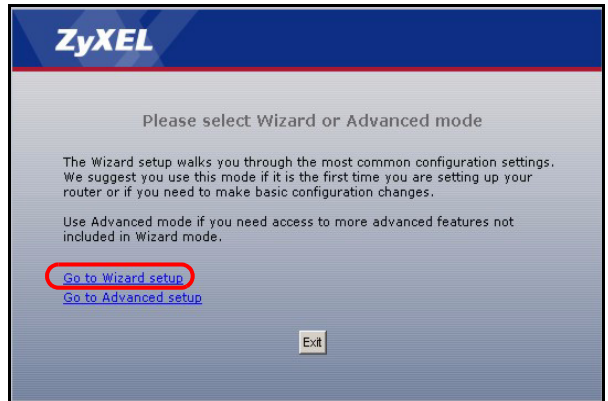 ZyXEL
Please select Wizard or Advanced mode
The Wizard setup walks you through the most common configuration settings.
We suggest you use this mode if it is the first time you are setting up your
router or if you need to make basic configuration changes.
Use Advanced mode if you need access to more advanced features not
included in Wizard mode.
Go to Wizard setup
Go to Advanced setup
Exit